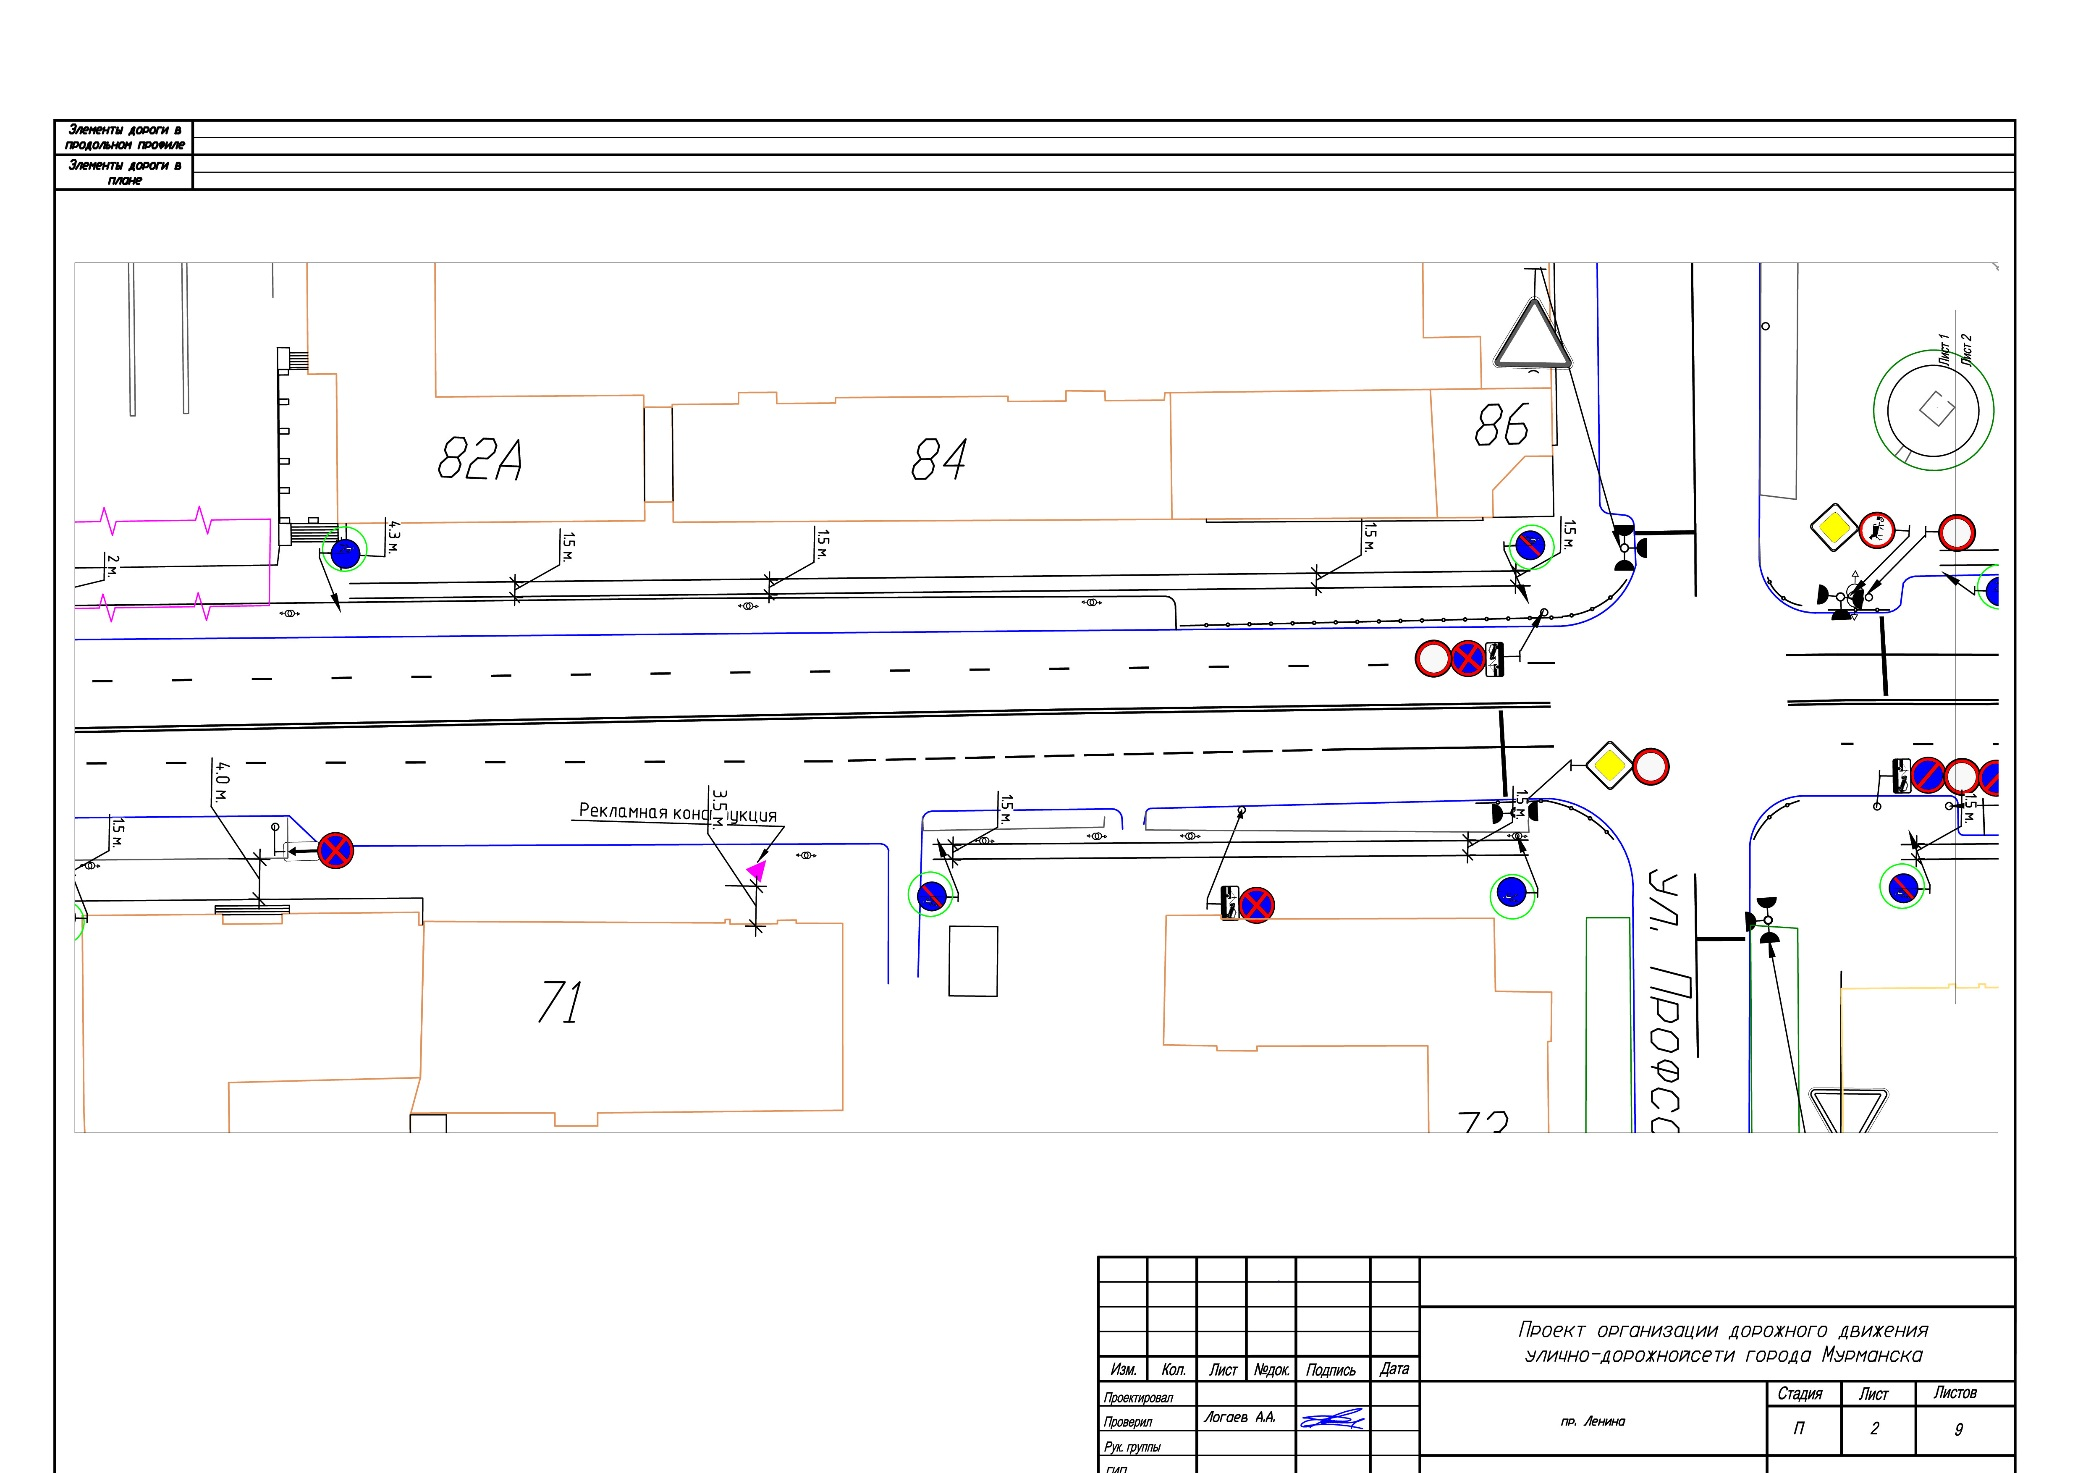 Элементы дороги в
продольном профиле
Элементы дороги в
плане
Лист 1
Лист 2
82А
84
86
4.3 м.
1.5 м.
1.5 м.
1.5 м.
1.5 м.
2 м.
4.0 м.
3.5 м.
Рекламная конструкция
1.5 м.
1.5 м.
1.5 м.
1.5 м.
71
73
ул. Профсо
Проект организации дорожного движения
улично-дорожнойсети города Мурманска
Изм. Кол. Лист №док. Подпись Дата
Проектировал
Проверил Логаев А.А.
Рук. группы
ГИП
пр. Ленина
Стадия Лист Листов
П 2 9